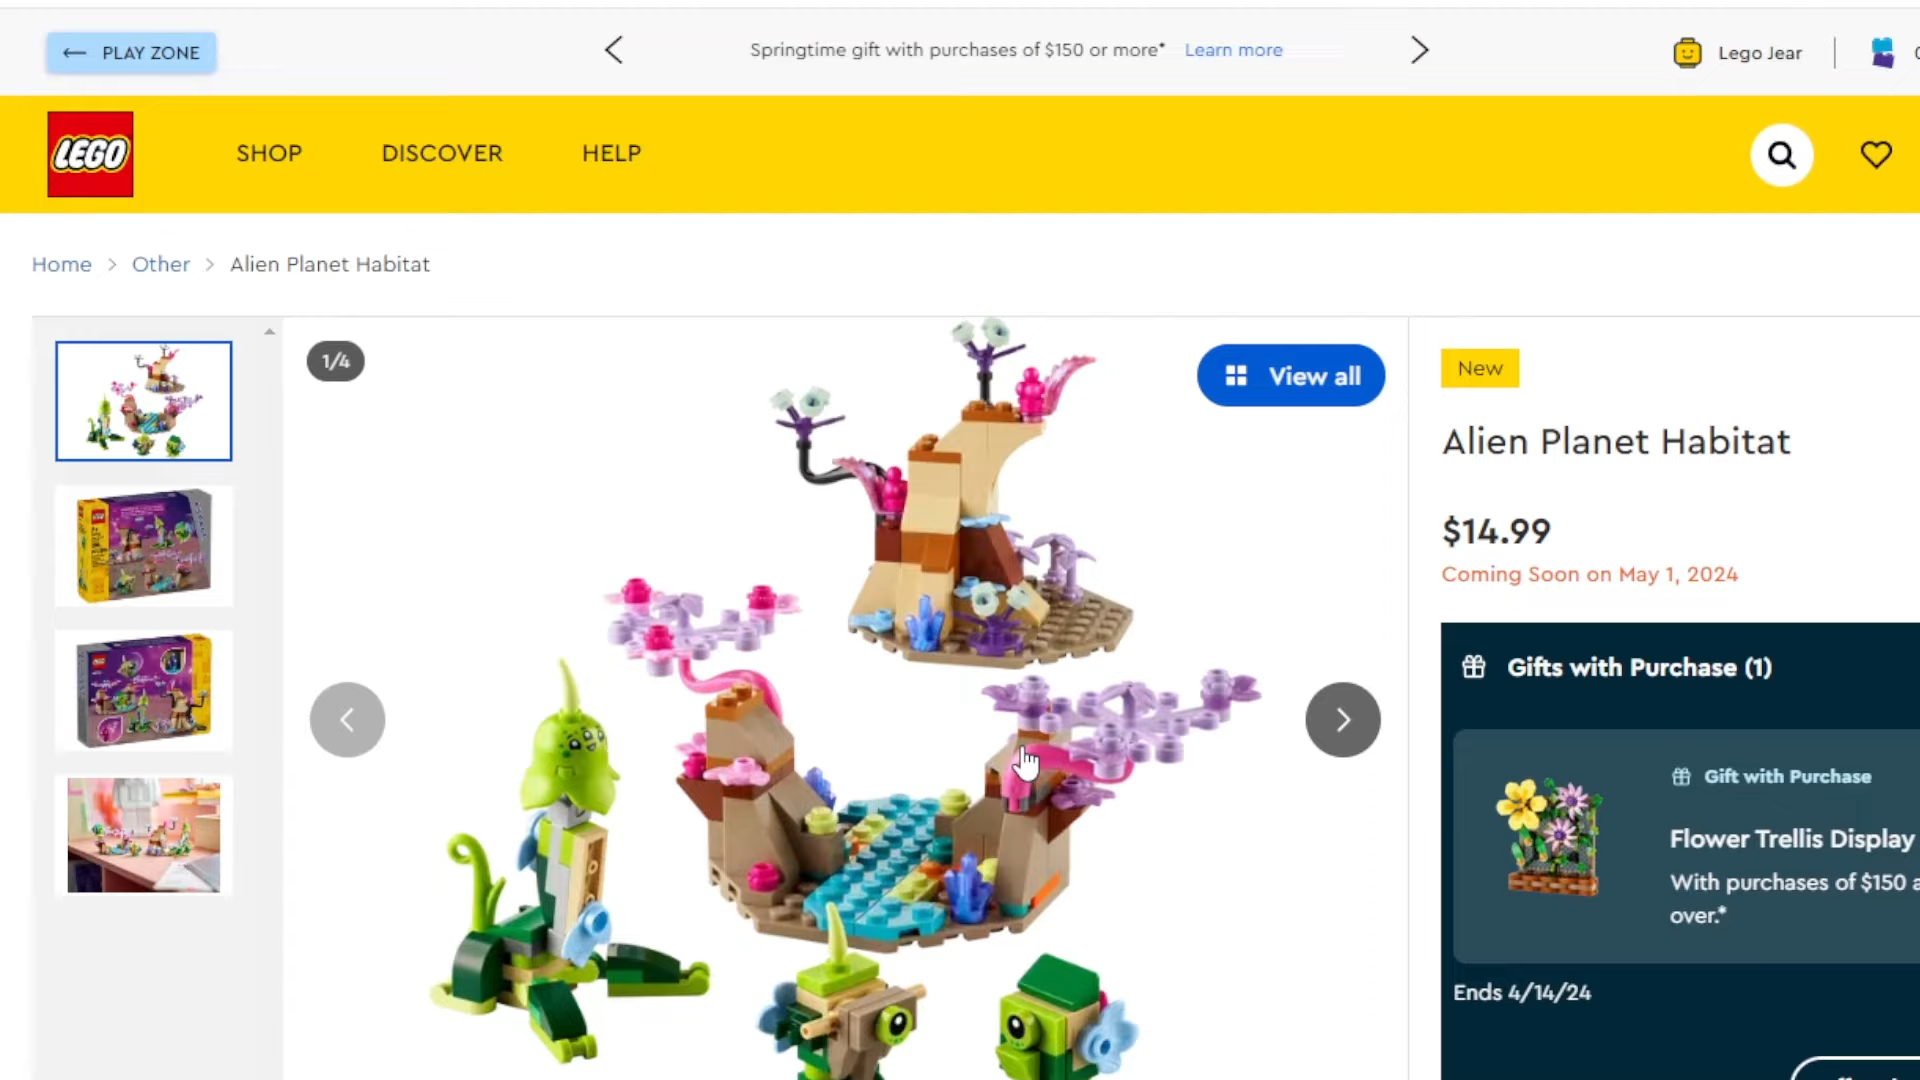 PLAY ZONE
Springtime gift with purchases of $150 or more* Learn more
Lego Jear
LEGO
SHOP
DISCOVER
HELP
Home > Other > Alien Planet Habitat
1/4
View all
New
Alien Planet Habitat
$14.99
Coming Soon on May 1, 2024
Gifts with Purchase (1)
Gift with Purchase
Flower Trellis Display
With purchases of $150 a
over.*
Ends 4/14/24